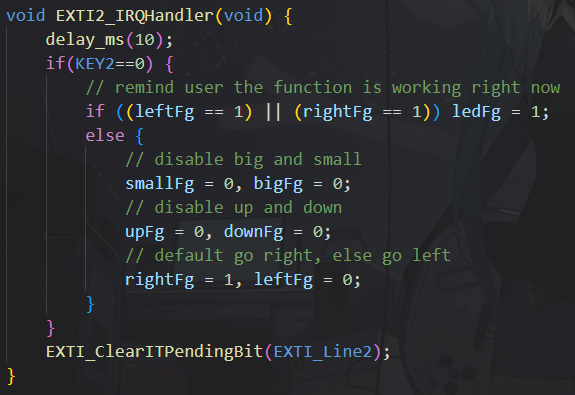 void EXTI2_IRQHandler(void) {
    delay_ms(10);
    if(KEY2==0) {
        // remind user the function is working right now
        if ((leftFg == 1) || (rightFg == 1)) ledFg = 1;
        else {
            // disable big and small
            smallFg = 0, bigFg = 0;
            // disable up and down
            upFg = 0, downFg = 0;
            // default go right, else go left
            rightFg = 1, leftFg = 0;
        }
    }
    EXTI_ClearITPendingBit(EXTI_Line2);
}